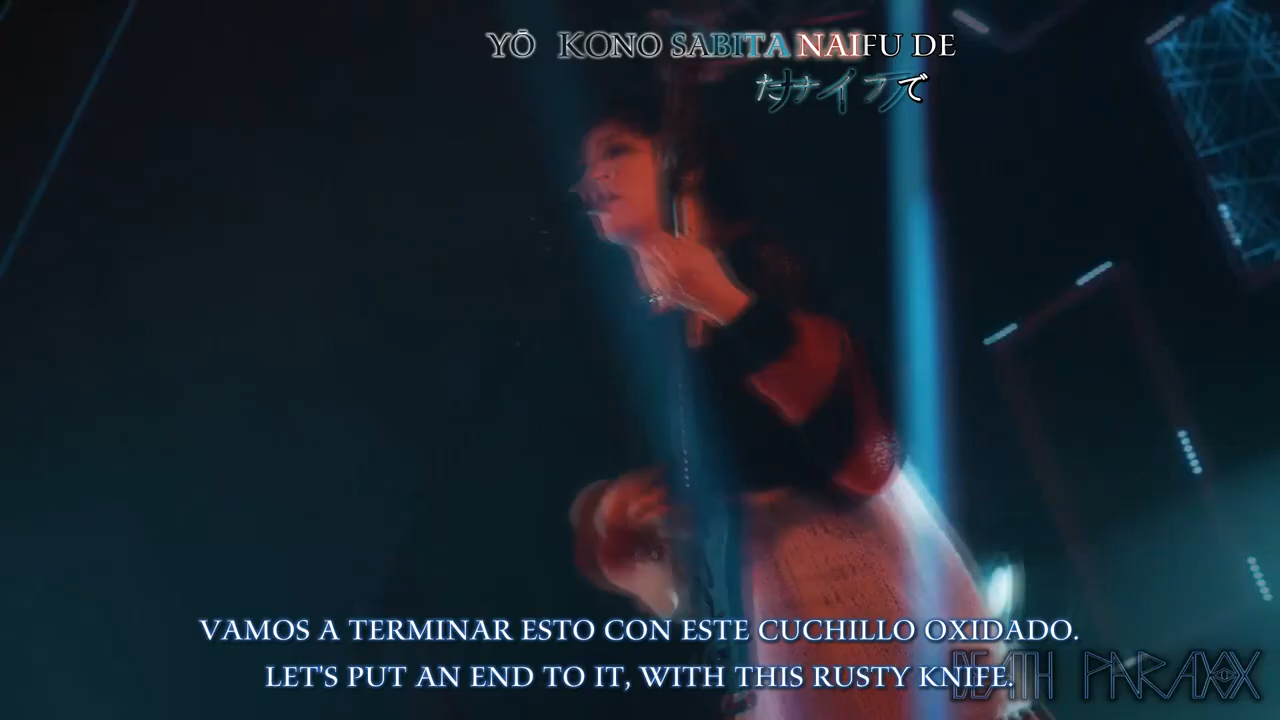 YŌ KONO SABITA NAIFU DE
たナイフで
VAMOS A TERMINAR ESTO CON ESTE CUCHILLO OXIDADO.
LET'S PUT AN END TO IT, WITH THIS RUSTY KNIFE.
DEATH PARAXX